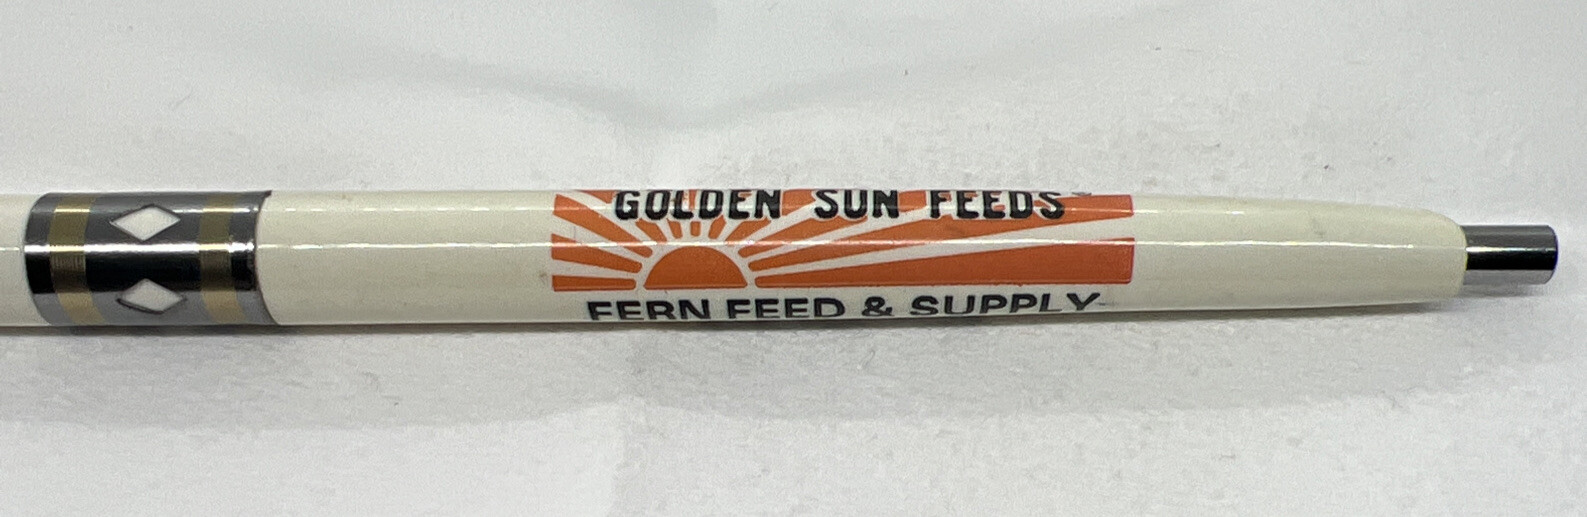 GOLDEN SUN FEEDS
FERN FEED & SUPPLY